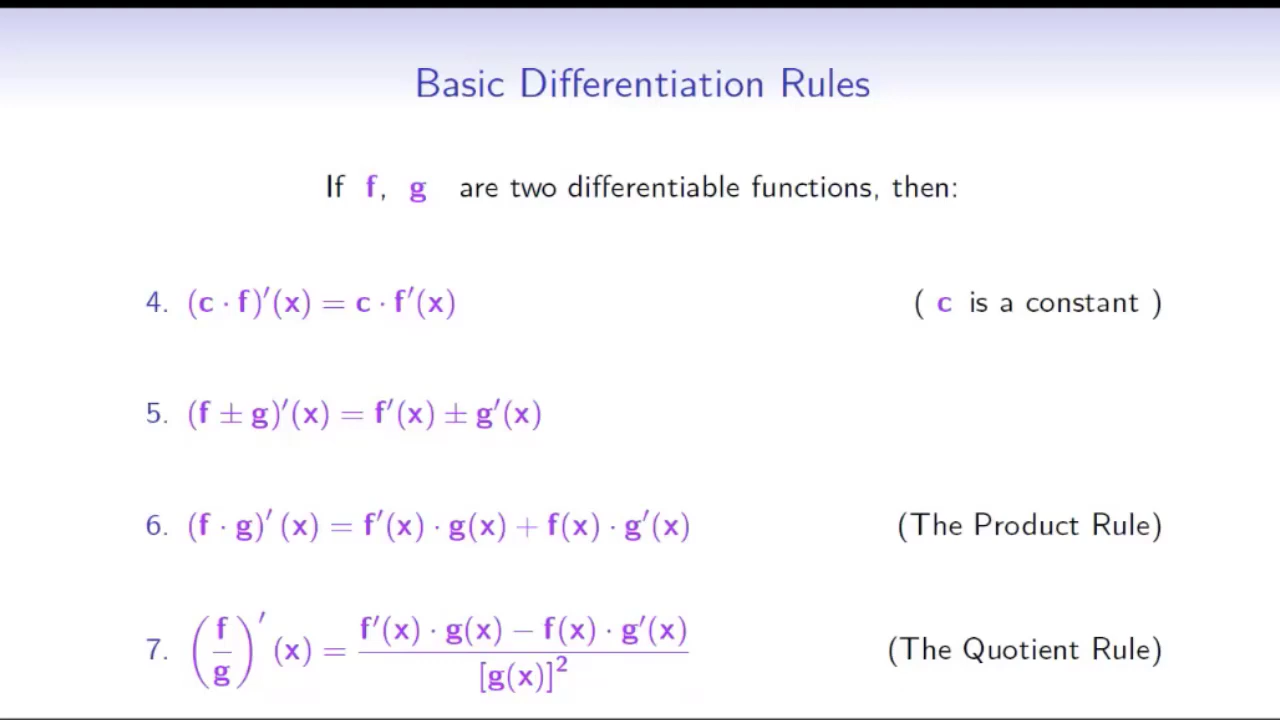 Basic Differentiation Rules
If f, g are two differentiable functions, then:
4. (c · f)′(x) = c · f′(x) ( c is a constant )
5. (f ± g)′(x) = f′(x) ± g′(x)
6. (f · g)′ (x) = f′(x) · g(x) + f(x) · g′(x) (The Product Rule)
7. (f/g)′ (x) = f′(x) · g(x) − f(x) · g′(x) / [g(x)]² (The Quotient Rule)